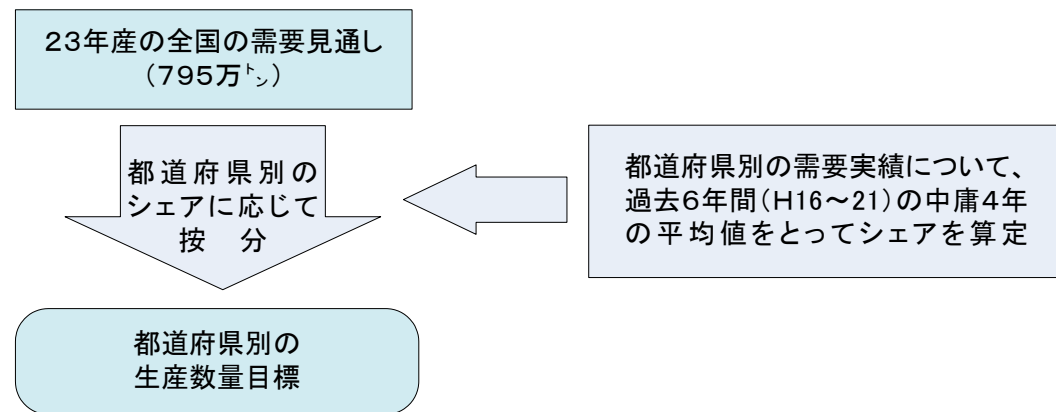 23年産の全国の需要見通し
(795万㌧)
都道府県別の
シェアに応じて
按 分
都道府県別の需要実績について、
過去6年間(H16~21)の中庸4年
の平均値をとってシェアを算定
都道府県別の
生産数量目標